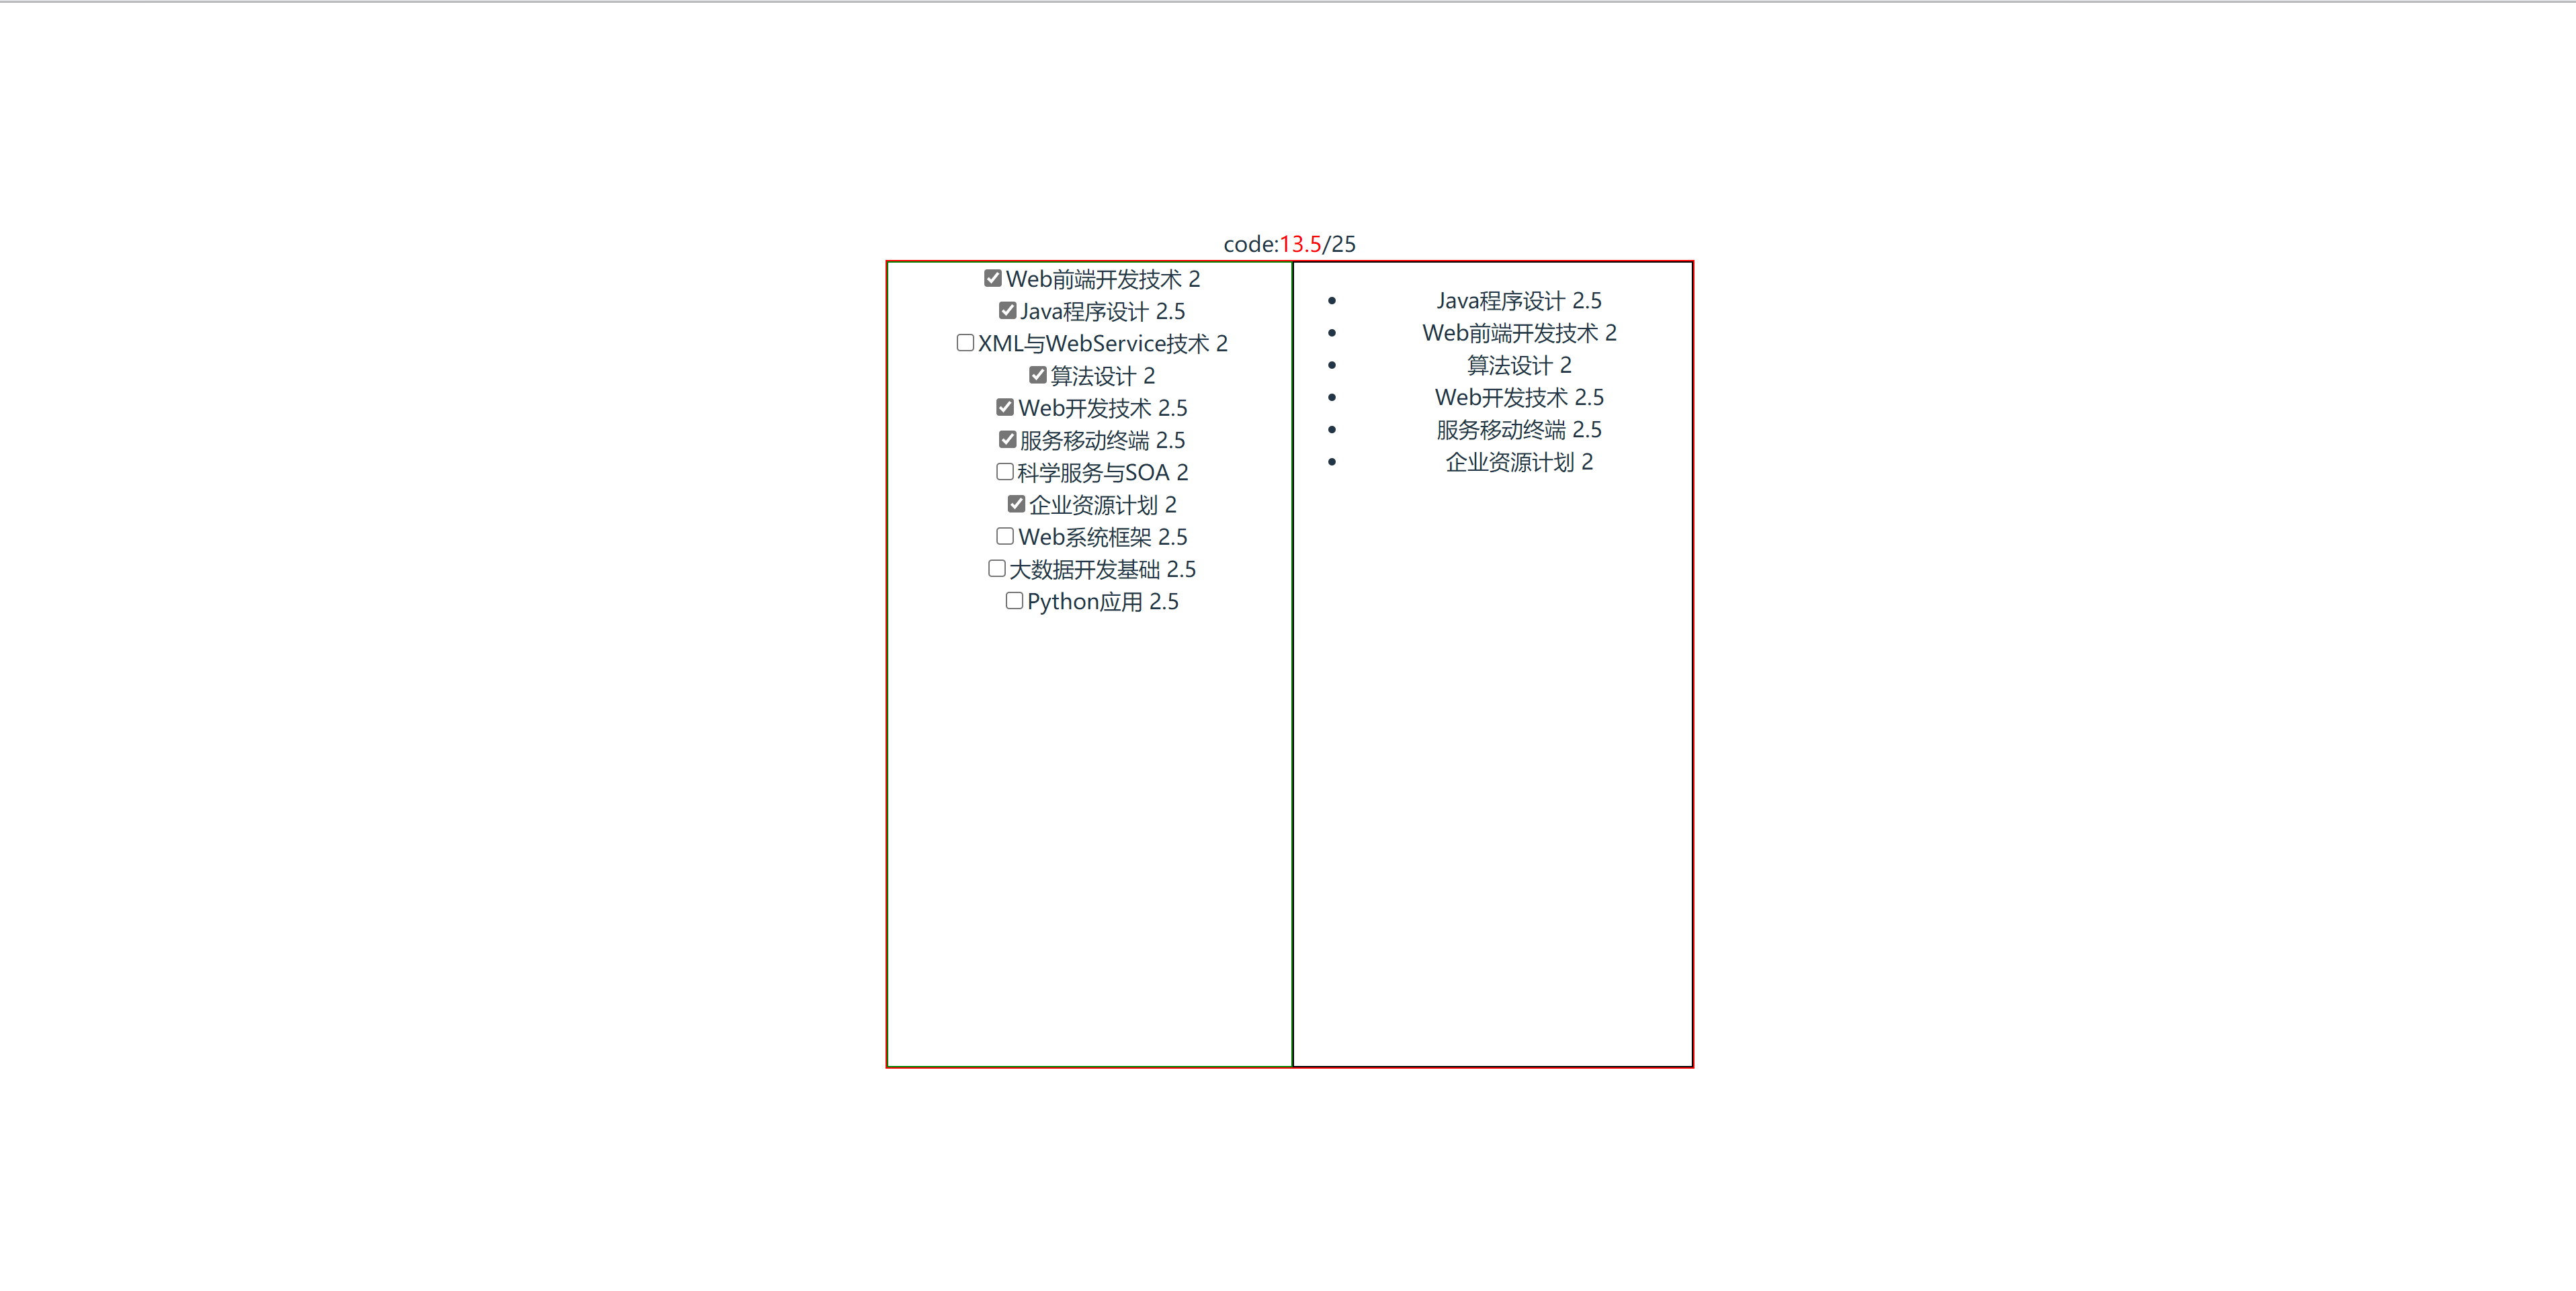 code:13.5/25
Web前端开发技术 2
Java程序设计 2.5
XML与WebService技术 2
算法设计 2
Web开发技术 2.5
服务移动终端 2.5
科学服务与SOA 2
企业资源计划 2
Web系统框架 2.5
大数据开发基础 2.5
Python应用 2.5
Java程序设计 2.5
Web前端开发技术 2
算法设计 2
Web开发技术 2.5
服务移动终端 2.5
企业资源计划 2